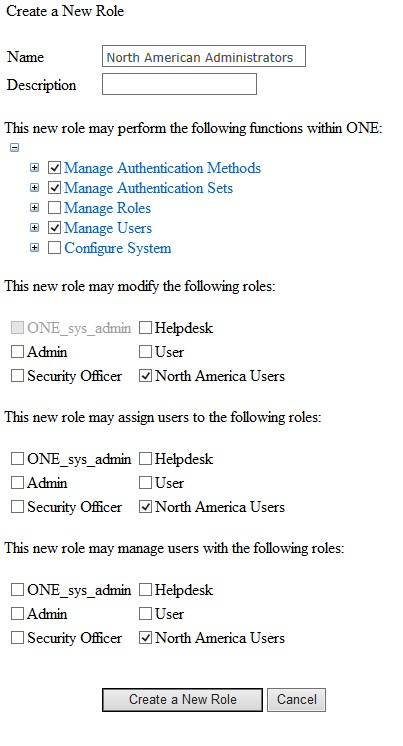 Create a New Role
Name North American Administrators
Description
This new role may perform the following functions within ONE:
Manage Authentication Methods
Manage Authentication Sets
Manage Roles
Manage Users
Configure System
This new role may modify the following roles:
ONE_sys_admin Helpdesk
Admin User
Security Officer North America Users
This new role may assign users to the following roles:
ONE_sys_admin Helpdesk
Admin User
Security Officer North America Users
This new role may manage users with the following roles:
ONE_sys_admin Helpdesk
Admin User
Security Officer North America Users
Create a New Role Cancel